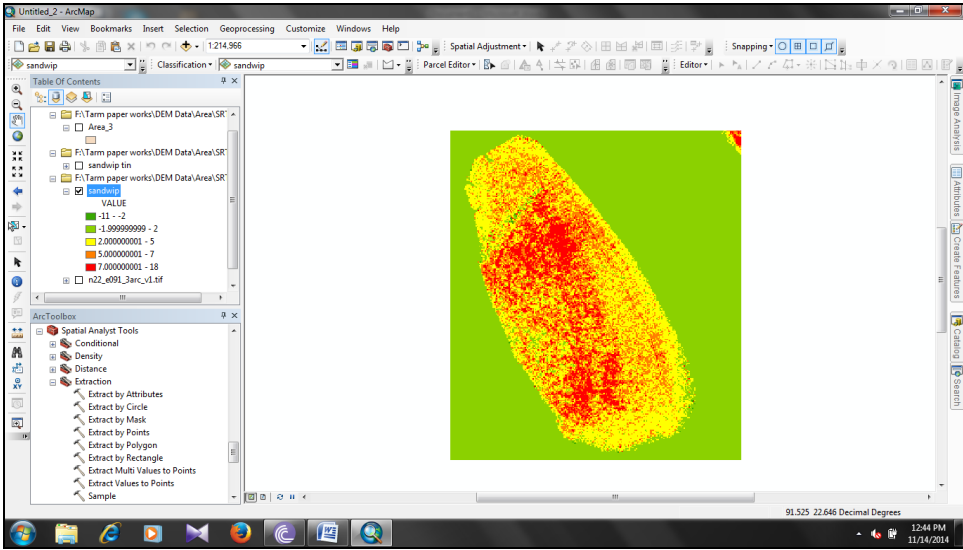 Untitled_2 - ArcMap
File Edit View Bookmarks Insert Selection Geoprocessing Customize Windows Help
1:214,966 Spatial Adjustment Snapping
sandwip Classification sandwip Parcel Editor Editor
Table Of Contents
F:\Tarm paper works\DEM Data\Area\SR
Area_3
F:\Tarm paper works\DEM Data\Area\SR
sandwip tin
F:\Tarm paper works\DEM Data\Area\SR
sandwip
VALUE
-11 - -2
-1.999999999 - 2
2.000000001 - 5
5.000000001 - 7
7.000000001 - 18
n22_e091_3arc_v1.tif
ArcToolbox
Spatial Analyst Tools
Conditional
Density
Distance
Extraction
Extract by Attributes
Extract by Circle
Extract by Mask
Extract by Points
Extract by Polygon
Extract by Rectangle
Extract Multi Values to Points
Extract Values to Points
Sample
Image Analysis
Attributes
Create Features
Catalog
Search
91.525 22.646 Decimal Degrees
12:44 PM
11/14/2014